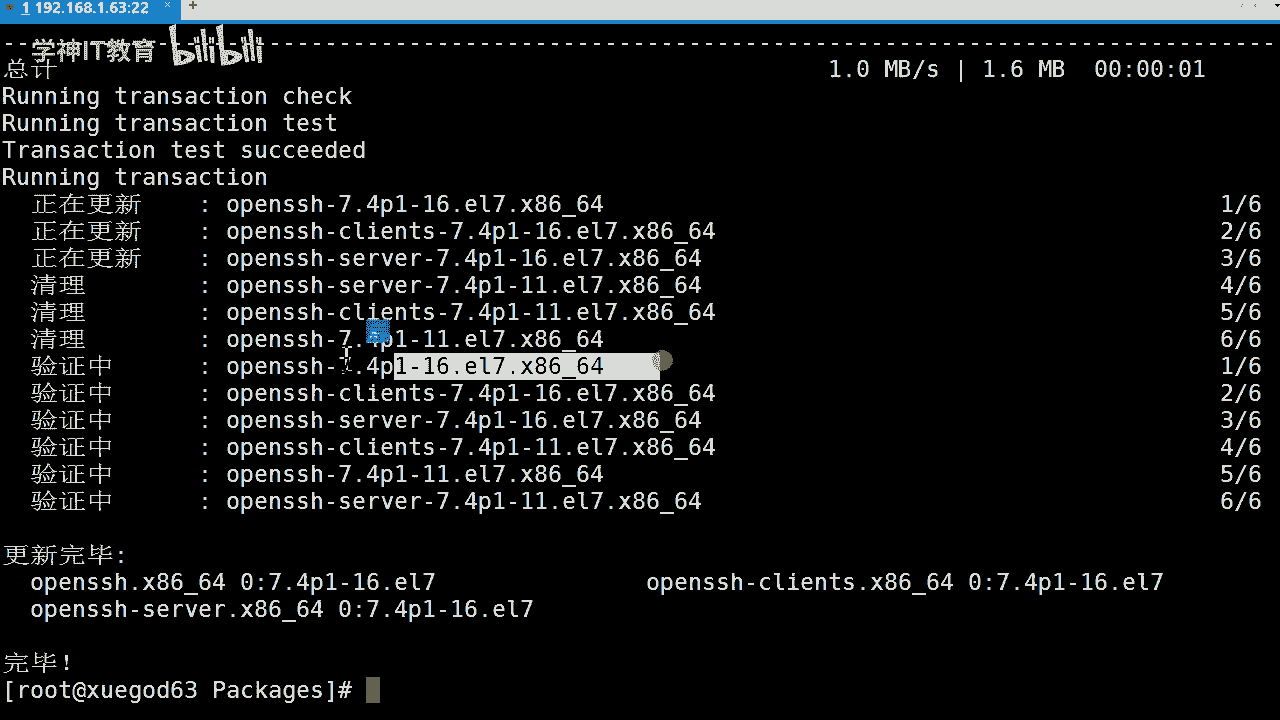 1 192.168.1.63:22 × +
学神IT教育 bilibili
总计 1.0 MB/s | 1.6 MB 00:00:01
Running transaction check
Running transaction test
Transaction test succeeded
Running transaction
正在更新 : openssh-7.4p1-16.el7.x86_64 1/6
正在更新 : openssh-clients-7.4p1-16.el7.x86_64 2/6
正在更新 : openssh-server-7.4p1-16.el7.x86_64 3/6
清理 : openssh-server-7.4p1-11.el7.x86_64 4/6
清理 : openssh-clients-7.4p1-11.el7.x86_64 5/6
清理 : openssh-7.4p1-11.el7.x86_64 6/6
验证中 : openssh-7.4p1-16.el7.x86_64 1/6
验证中 : openssh-clients-7.4p1-16.el7.x86_64 2/6
验证中 : openssh-server-7.4p1-16.el7.x86_64 3/6
验证中 : openssh-clients-7.4p1-11.el7.x86_64 4/6
验证中 : openssh-7.4p1-11.el7.x86_64 5/6
验证中 : openssh-server-7.4p1-11.el7.x86_64 6/6
更新完毕:
openssh.x86_64 0:7.4p1-16.el7 openssh-clients.x86_64 0:7.4p1-16.el7
openssh-server.x86_64 0:7.4p1-16.el7
完毕!
[root@xuegod63 Packages]#